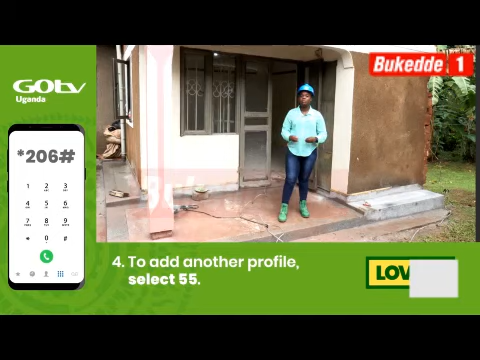 GOtv
Uganda
Bukedde 1
*206#
1 2 3
4 5 6
7 8 9
* 0 #
4. To add another profile,
select 55.